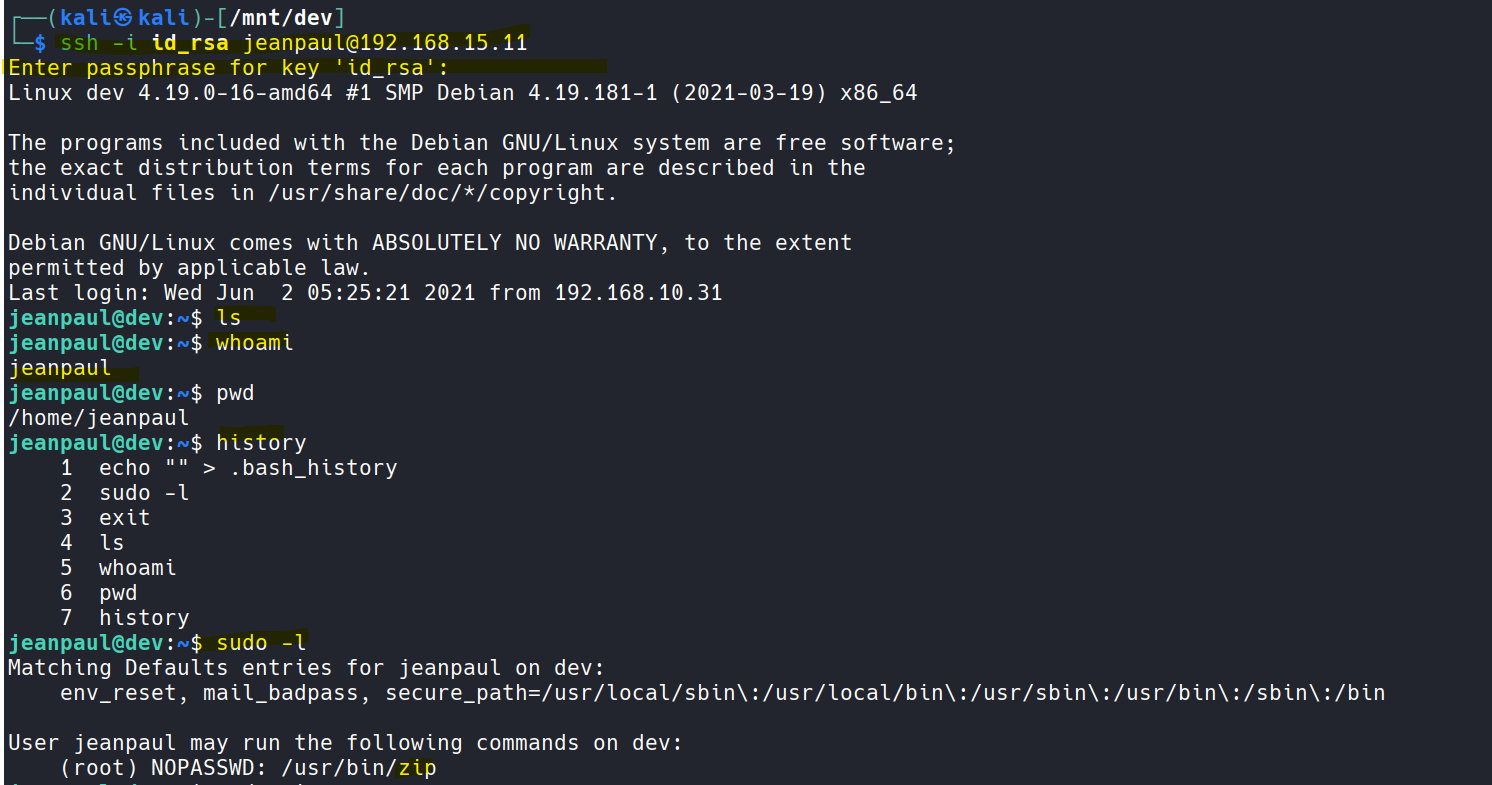 ┌──(kali㉿kali)-[/mnt/dev]
└─$ ssh -i id_rsa jeanpaul@192.168.15.11
Enter passphrase for key 'id_rsa':
Linux dev 4.19.0-16-amd64 #1 SMP Debian 4.19.181-1 (2021-03-19) x86_64
The programs included with the Debian GNU/Linux system are free software;
the exact distribution terms for each program are described in the
individual files in /usr/share/doc/*/copyright.
Debian GNU/Linux comes with ABSOLUTELY NO WARRANTY, to the extent
permitted by applicable law.
Last login: Wed Jun  2 05:25:21 2021 from 192.168.10.31
jeanpaul@dev:~$ ls
jeanpaul@dev:~$ whoami
jeanpaul
jeanpaul@dev:~$ pwd
/home/jeanpaul
jeanpaul@dev:~$ history
    1  echo "" > .bash_history
    2  sudo -l
    3  exit
    4  ls
    5  whoami
    6  pwd
    7  history
jeanpaul@dev:~$ sudo -l
Matching Defaults entries for jeanpaul on dev:
    env_reset, mail_badpass, secure_path=/usr/local/sbin\:/usr/local/bin\:/usr/sbin\:/usr/bin\:/sbin\:/bin
User jeanpaul may run the following commands on dev:
    (root) NOPASSWD: /usr/bin/zip